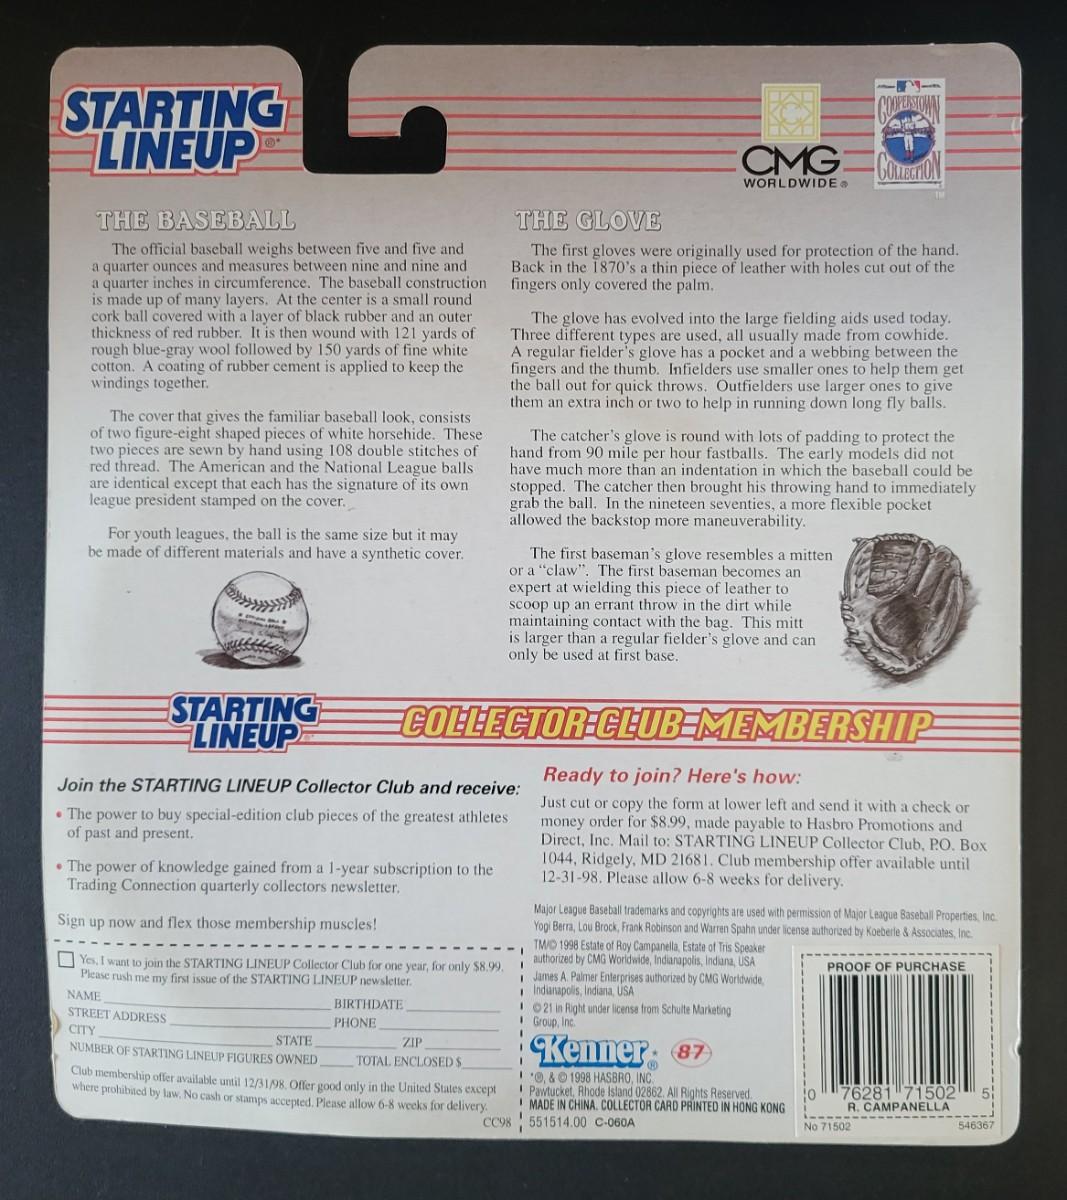 STARTING
LINEUP®*
CMG
WORLDWIDE®
COOPERSTOWN
COLLECTION
TM
THE BASEBALL
The official baseball weighs between five and five and
a quarter ounces and measures between nine and nine and
a quarter inches in circumference. The baseball construction
is made up of many layers. At the center is a small round
cork ball covered with a layer of black rubber and an outer
thickness of red rubber. It is then wound with 121 yards of
rough blue-gray wool followed by 150 yards of fine white
cotton. A coating of rubber cement is applied to keep the
windings together.
The cover that gives the familiar baseball look, consists
of two figure-eight shaped pieces of white horsehide. These
two pieces are sewn by hand using 108 double stitches of
red thread. The American and the National League balls
are identical except that each has the signature of its own
league president stamped on the cover.
For youth leagues, the ball is the same size but it may
be made of different materials and have a synthetic cover.
THE GLOVE
The first gloves were originally used for protection of the hand.
Back in the 1870's a thin piece of leather with holes cut out of the
fingers only covered the palm.
The glove has evolved into the large fielding aids used today.
Three different types are used, all usually made from cowhide.
A regular fielder's glove has a pocket and a webbing between the
fingers and the thumb. Infielders use smaller ones to help them get
the ball out for quick throws. Outfielders use larger ones to give
them an extra inch or two to help in running down long fly balls.
The catcher's glove is round with lots of padding to protect the
hand from 90 mile per hour fastballs. The early models did not
have much more than an indentation in which the baseball could be
stopped. The catcher then brought his throwing hand to immediately
grab the ball. In the nineteen seventies, a more flexible pocket
allowed the backstop more maneuverability.
The first baseman's glove resembles a mitten
or a "claw". The first baseman becomes an
expert at wielding this piece of leather to
scoop up an errant throw in the dirt while
maintaining contact with the bag. This mitt
is larger than a regular fielder's glove and can
only be used at first base.
STARTING
LINEUP®*
COLLECTOR CLUB MEMBERSHIP
Join the STARTING LINEUP Collector Club and receive:
• The power to buy special-edition club pieces of the greatest athletes
of past and present.
• The power of knowledge gained from a 1-year subscription to the
Trading Connection quarterly collectors newsletter.
Sign up now and flex those membership muscles!
Yes, I want to join the STARTING LINEUP Collector Club for one year, for only $8.99.
Please rush me my first issue of the STARTING LINEUP newsletter.
NAME BIRTHDATE
STREET ADDRESS PHONE
CITY STATE ZIP
NUMBER OF STARTING LINEUP FIGURES OWNED TOTAL ENCLOSED $
Club membership offer available until 12/31/98. Offer good only in the United States except
where prohibited by law. No cash or stamps accepted. Please allow 6-8 weeks for delivery.
CC98
Ready to join? Here's how:
Just cut or copy the form at lower left and send it with a check or
money order for $8.99, made payable to Hasbro Promotions and
Direct, Inc. Mail to: STARTING LINEUP Collector Club, P.O. Box
1044, Ridgely, MD 21681. Club membership offer available until
12-31-98. Please allow 6-8 weeks for delivery.
Major League Baseball trademarks and copyrights are used with permission of Major League Baseball Properties, Inc.
Yogi Berra, Lou Brock, Frank Robinson and Warren Spahn under license authorized by Koeberle & Associates, Inc.
TM/© 1998 Estate of Roy Campanella, Estate of Tris Speaker
authorized by CMG Worldwide, Indianapolis, Indiana, USA
James A. Palmer Enterprises authorized by CMG Worldwide,
Indianapolis, Indiana, USA
© 21 in Right under license from Schulte Marketing
Group, Inc.
Kenner*® 87
*®, & © 1998 HASBRO, INC.
Pawtucket, Rhode Island 02862. All Rights Reserved.
MADE IN CHINA. COLLECTOR CARD PRINTED IN HONG KONG
551514.00 C-060A
PROOF OF PURCHASE
0 76281 71502 5
R. CAMPANELLA
No 71502 546367